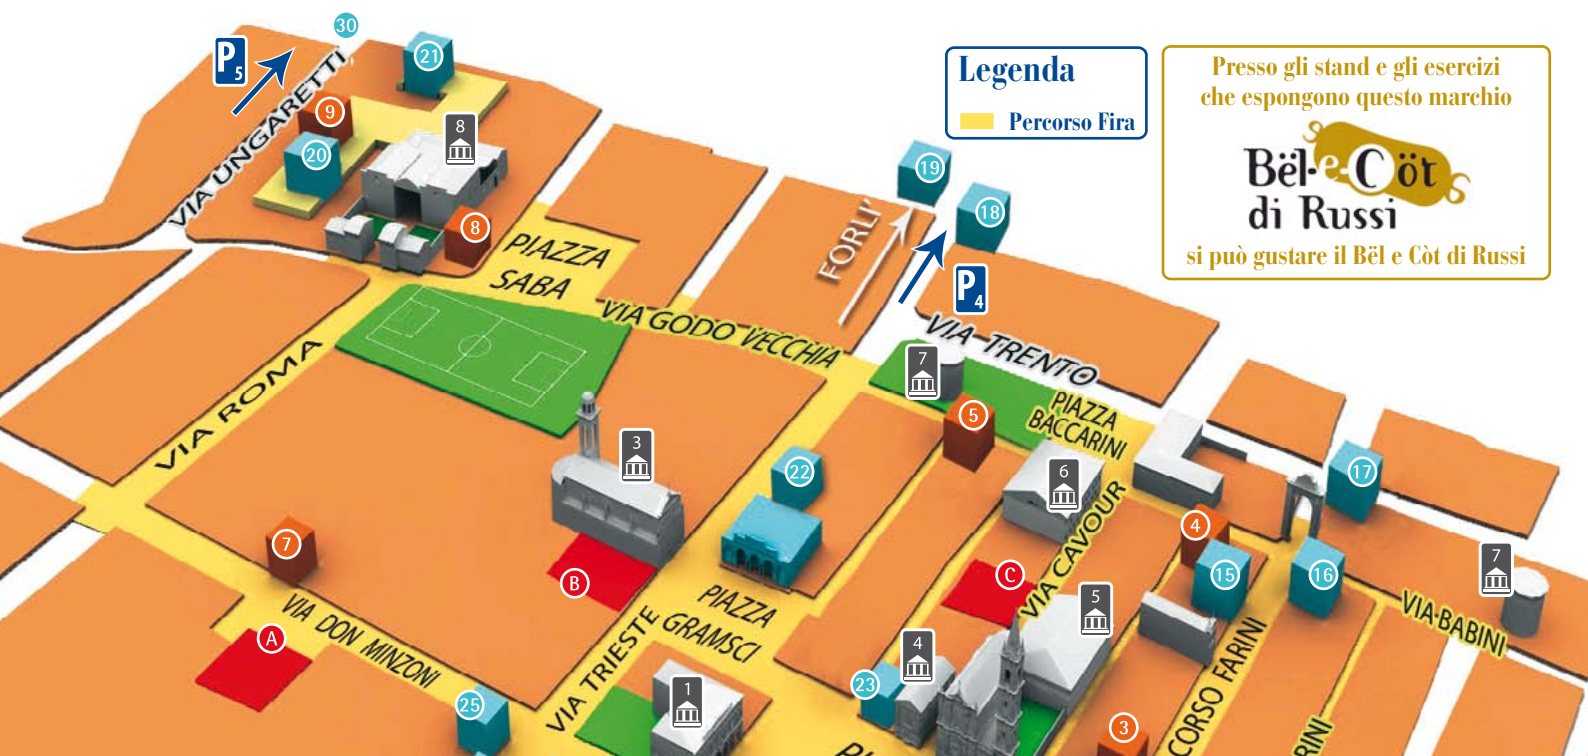 30
P
5
21
VIA UNGARETTI
9
20
8
8
PIAZZA
SABA
Legenda
Percorso Fira
Presso gli stand e gli esercizi
che espongono questo marchio
Bël-e-Còt
di Russi
si può gustare il Bël e Còt di Russi
19
18
FORLI'
P
4
VIA GODO VECCHIA
VIA TRENTO
VIA ROMA
7
5
PIAZZA
BACCARINI
3
22
6
17
VIA CAVOUR
4
7
B
C
15
16
7
5
VIA BABINI
PIAZZA
GRAMSCI
VIA DON MINZONI
A
VIA TRIESTE
4
23
1
25
CORSO FARINI
3